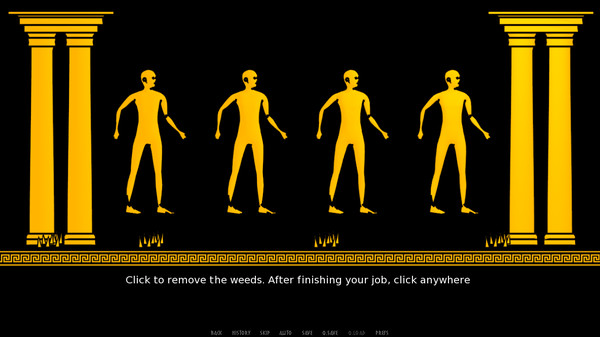 Click to remove the weeds. After finishing your job, click anywhere
BACK HISTORY SKIP AUTO SAVE Q.SAVE Q.LOAD PREFS